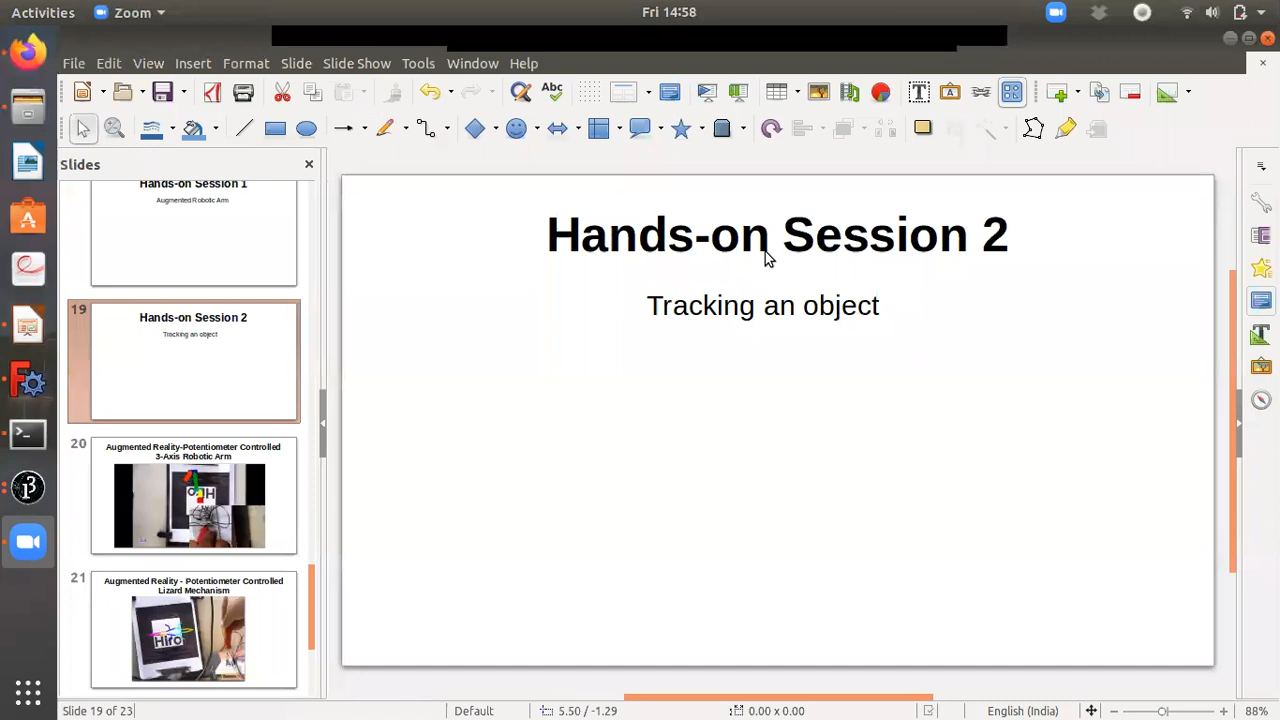 Activities
Zoom
Fri 14:58
File Edit View Insert Format Slide Slide Show Tools Window Help
Abc
Slides
Hands-on Session 1
Augmented Robotic Arm
19
Hands-on Session 2
Tracking an object
20
Augmented Reality-Potentiometer Controlled
3-Axis Robotic Arm
21
Augmented Reality - Potentiometer Controlled
Lizard Mechanism
Hiro
Hands-on Session 2
Tracking an object
Slide 19 of 23
Default
5.50 / -1.29
0.00 x 0.00
English (India)
88%